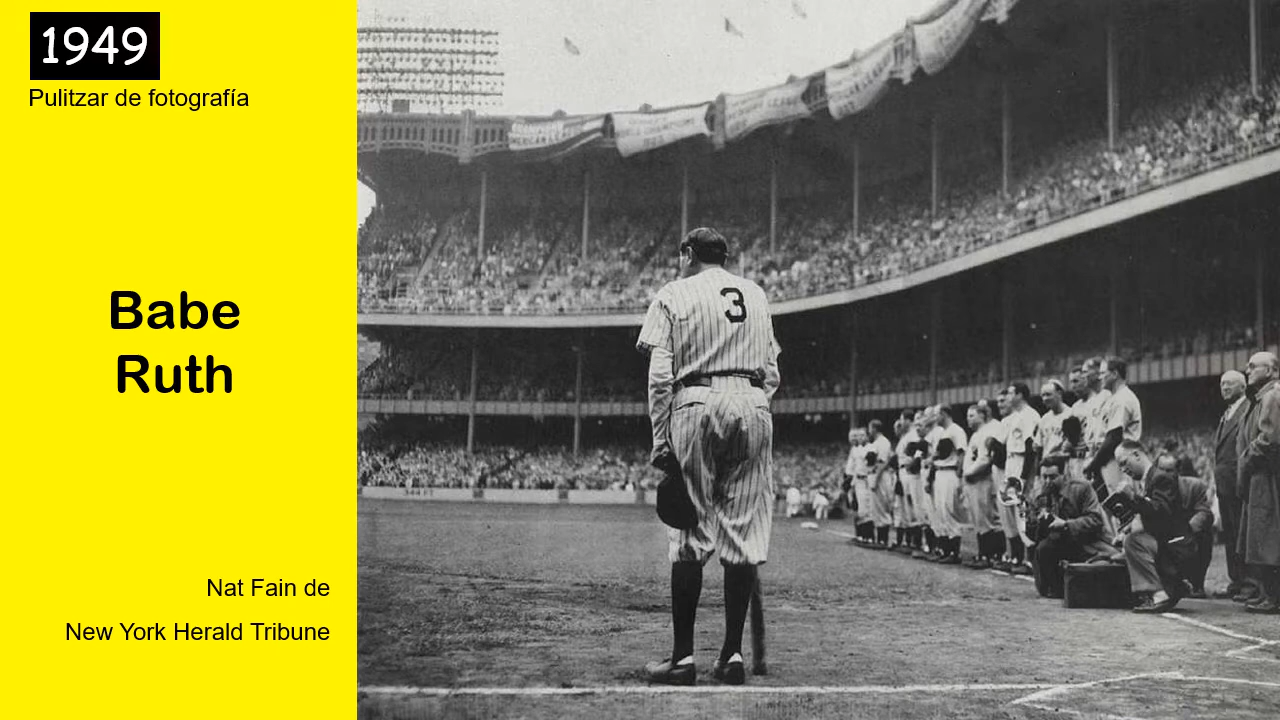 1949
Pulitzar de fotografía
Babe
Ruth
Nat Fain de
New York Herald Tribune
3